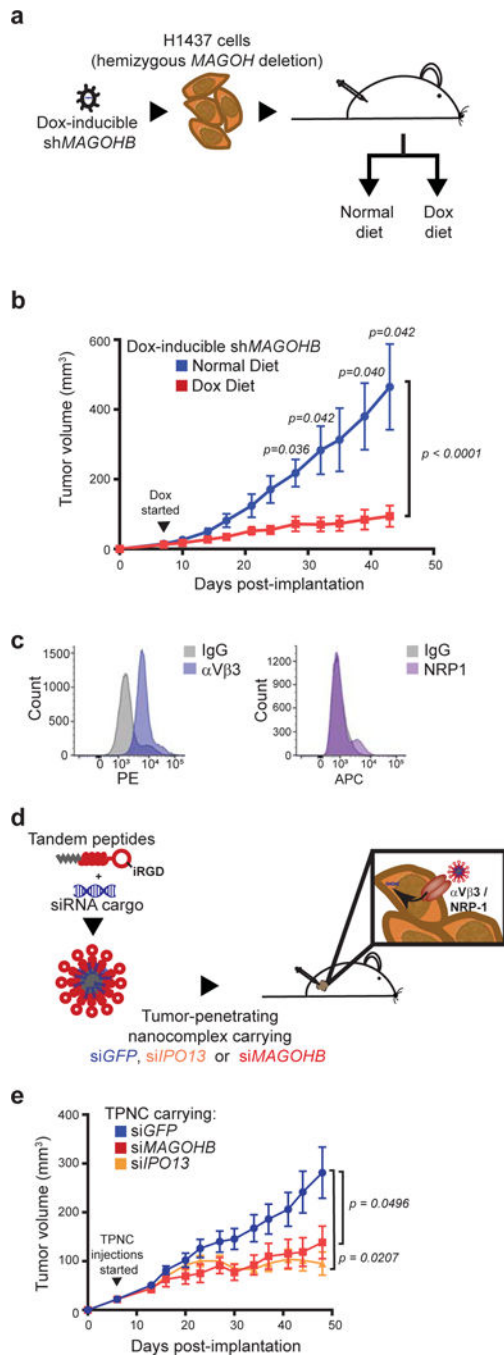 a
H1437 cells
(hemizygous MAGOH deletion)
Dox-inducible
shMAGOHB
Normal
diet
Dox
diet
b
Dox-inducible shMAGOHB
Normal Diet
Dox Diet
Tumor volume (mm³)
600
400
200
0
Dox
started
p=0.036
p=0.042
p=0.040
p=0.042
p < 0.0001
0 10 20 30 40 50
Days post-implantation
c
IgG
αVβ3
Count
1500
1000
500
0
0 10³ 10⁴ 10⁵
PE
IgG
NRP1
Count
1200
900
600
300
0
0 10³ 10⁴ 10⁵
APC
d
Tandem peptides
iRGD
+
siRNA cargo
αVβ3 /
NRP-1
Tumor-penetrating
nanocomplex carrying
siGFP, siIPO13 or siMAGOHB
e
TPNC carrying:
siGFP
siMAGOHB
siIPO13
Tumor volume (mm³)
400
300
200
100
0
TPNC
injections
started
p = 0.0496
p = 0.0207
0 10 20 30 40 50
Days post-implantation